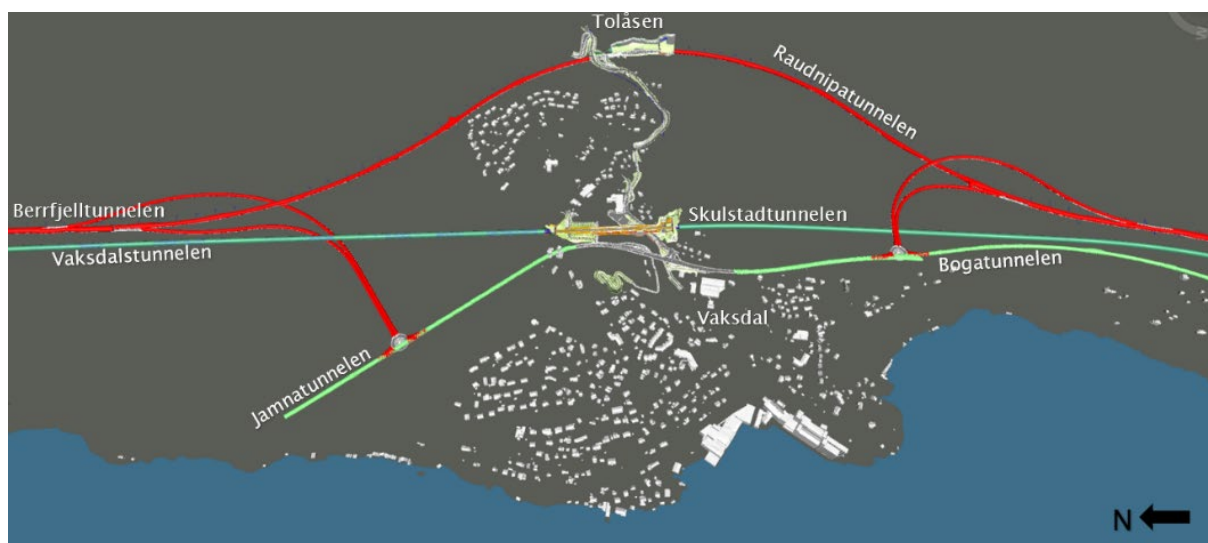 Tolåsen
Raudnipatunnelen
Berrfjelltunnelen
Skulstadtunnelen
Vaksdalstunnelen
Bogatunnelen
Vaksdal
Jamnatunnelen
N